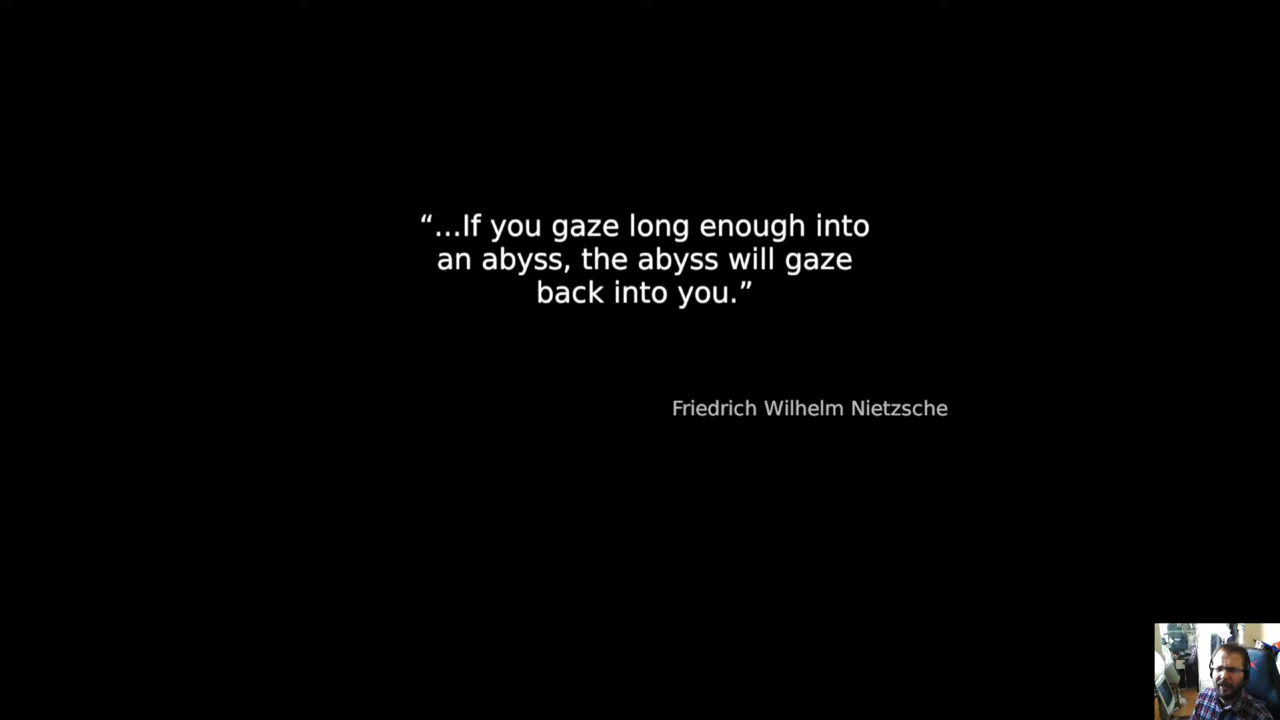 “...If you gaze long enough into
an abyss, the abyss will gaze
back into you.”
Friedrich Wilhelm Nietzsche